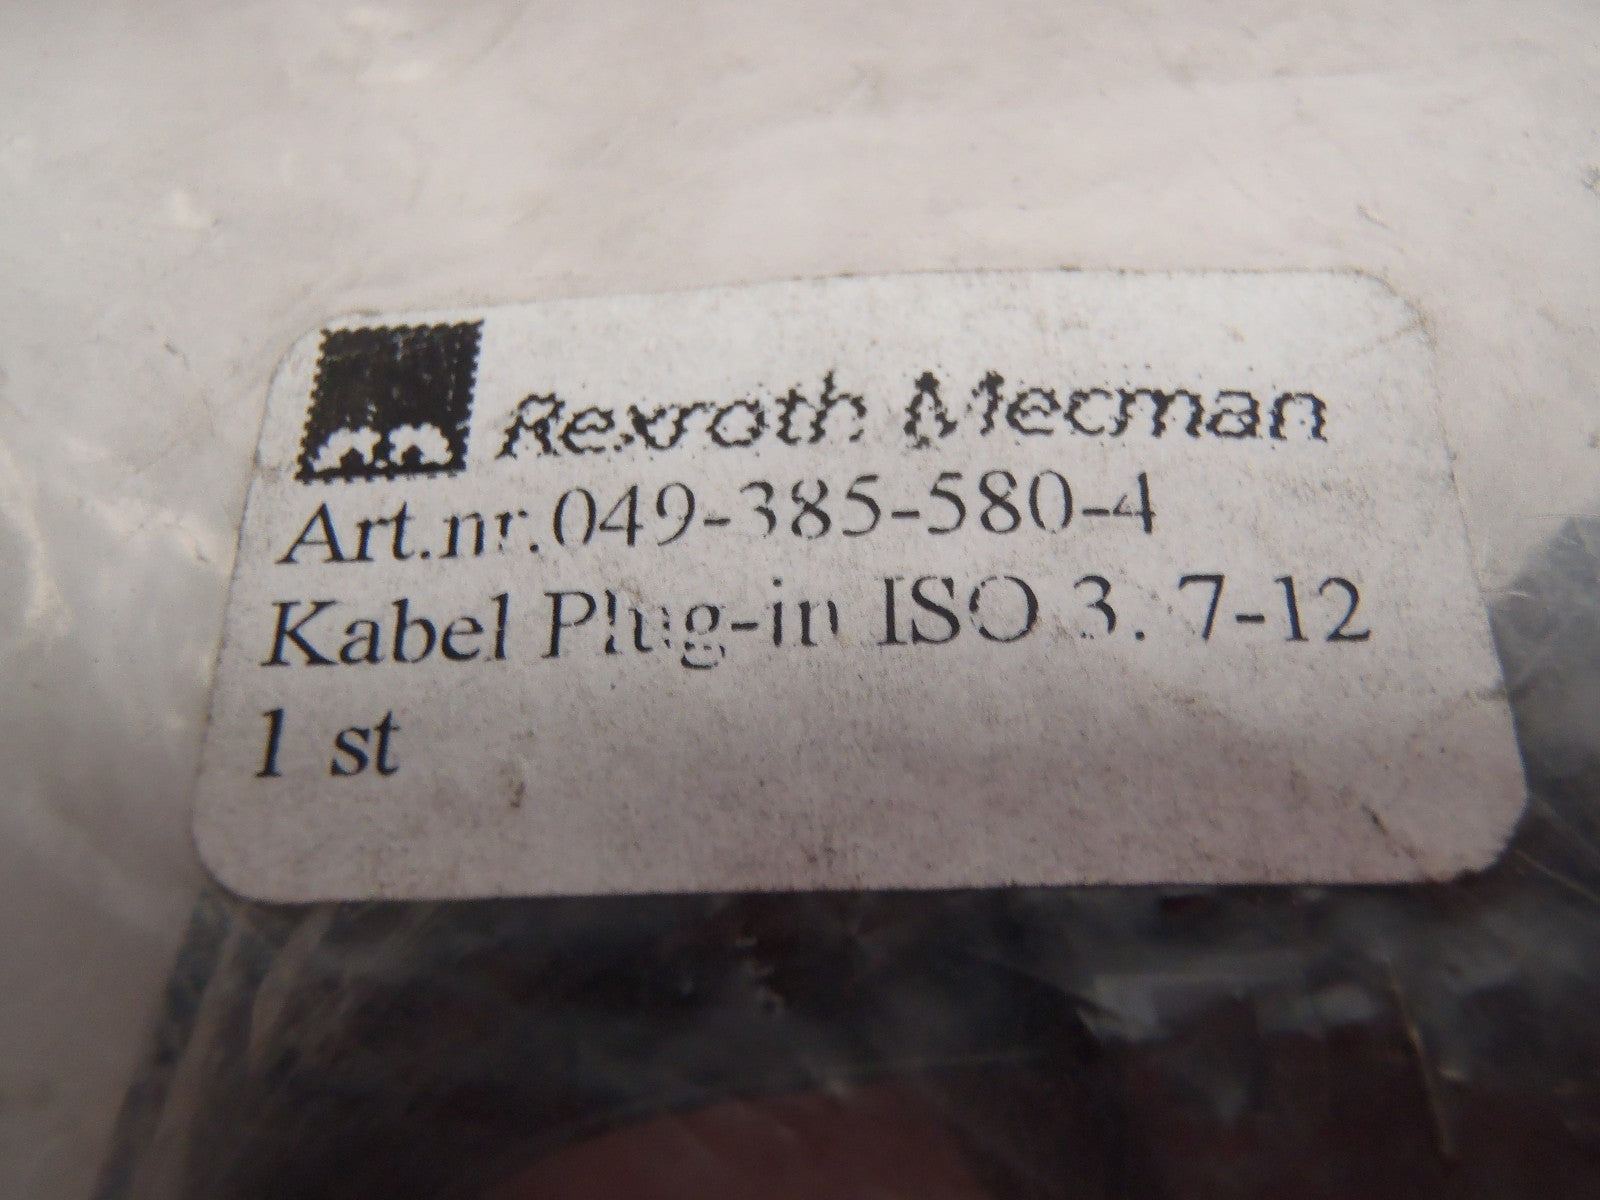 Rexroth Mecman
Art.nr.049-385-580-4
Kabel Plug-in ISO 3. 7-12
1 st